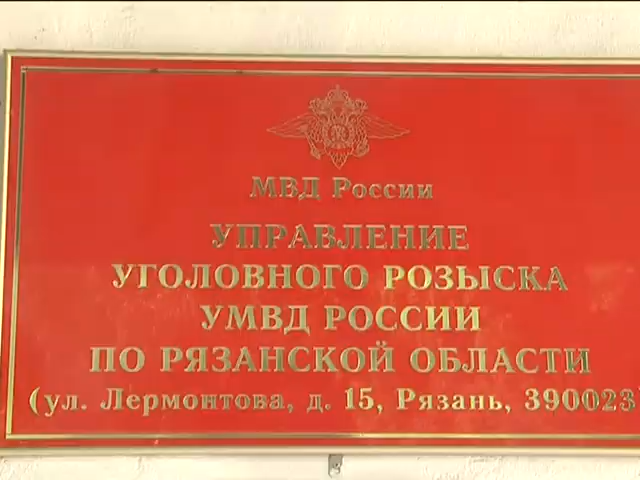 МВД России
УПРАВЛЕНИЕ
УГОЛОВНОГО РОЗЫСКА
УМВД РОССИИ
ПО РЯЗАНСКОЙ ОБЛАСТИ
(ул. Лермонтова, д. 15, Рязань, 390023)